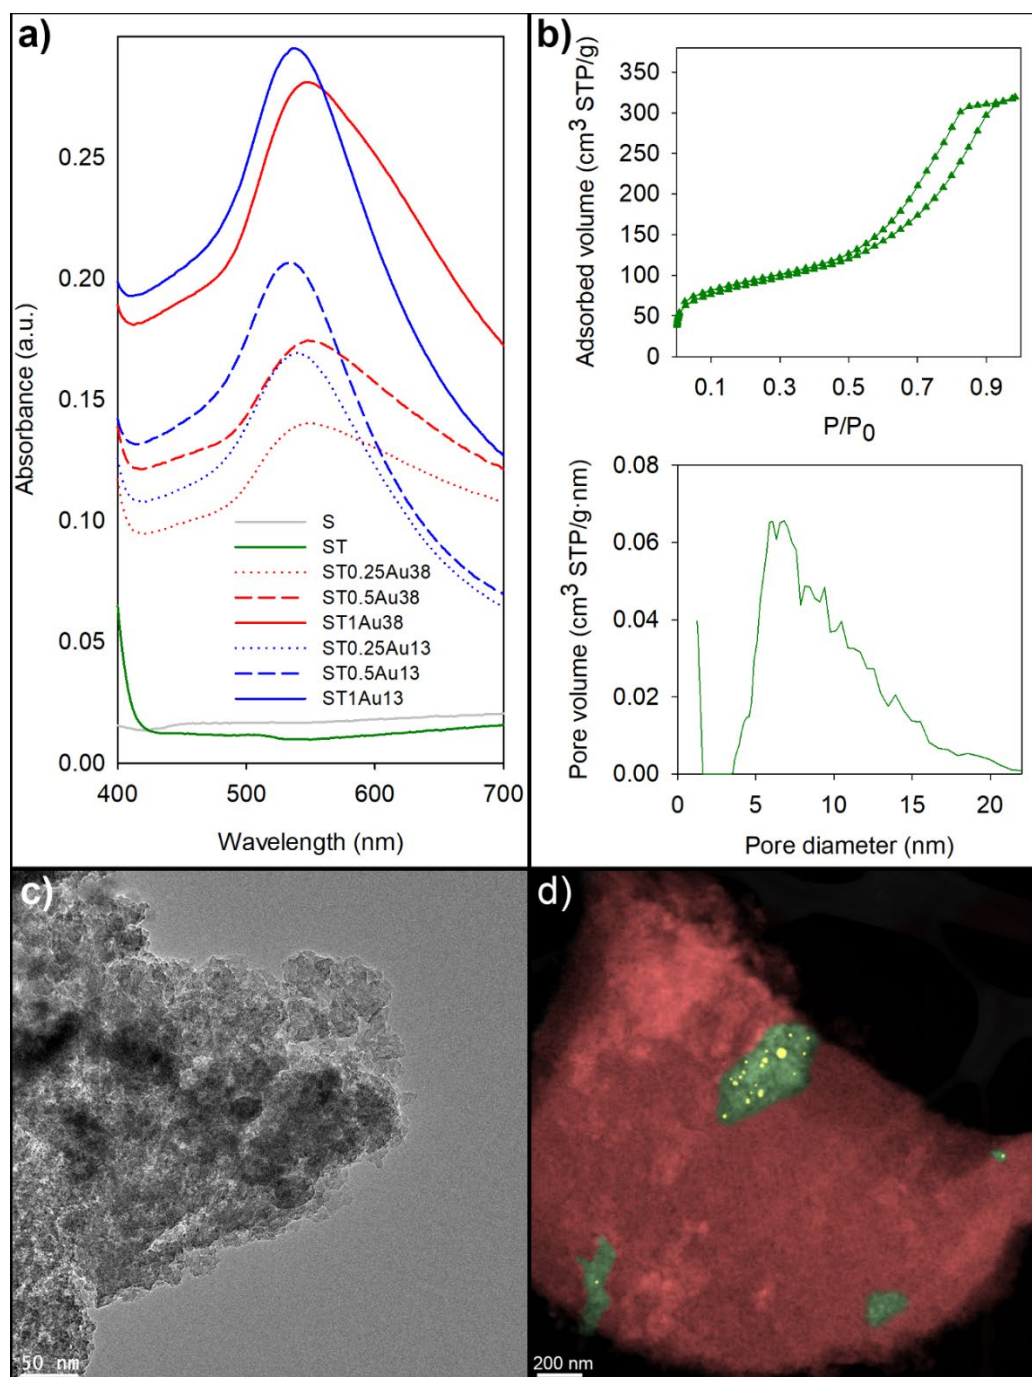 a)
0.25
0.20
0.15
0.10
0.05
0.00
Absorbance (a.u.)
S
ST
ST0.25Au38
ST0.5Au38
ST1Au38
ST0.25Au13
ST0.5Au13
ST1Au13
400 500 600 700
Wavelength (nm)
b)
350
300
250
200
150
100
50
0
Adsorbed volume (cm³ STP/g)
0.1 0.3 0.5 0.7 0.9
P/P₀
0.08
0.06
0.04
0.02
0.00
Pore volume (cm³ STP/g·nm)
0 5 10 15 20
Pore diameter (nm)
c)
50 nm
d)
200 nm